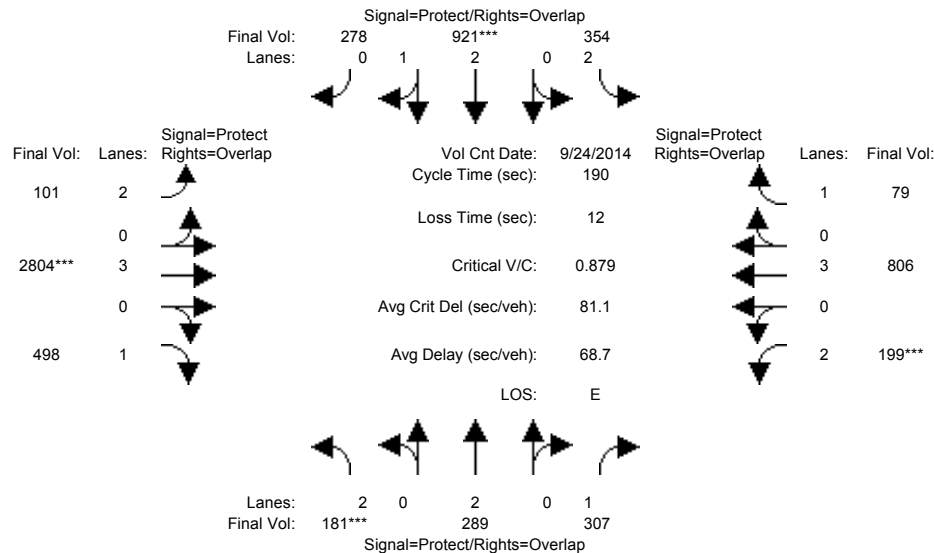 Signal=Protect/Rights=Overlap
Final Vol: 278 921*** 354
Lanes: 0 1 2 0 2
Signal=Protect Signal=Protect
Final Vol: Lanes: Rights=Overlap Vol Cnt Date: 9/24/2014 Rights=Overlap Lanes: Final Vol:
Cycle Time (sec): 190
101 2 1 79
Loss Time (sec): 12
0 0
2804*** 3 Critical V/C: 0.879 3 806
0 Avg Crit Del (sec/veh): 81.1 0
498 1 Avg Delay (sec/veh): 68.7 2 199***
LOS: E
Lanes: 2 0 2 0 1
Final Vol: 181*** 289 307
Signal=Protect/Rights=Overlap